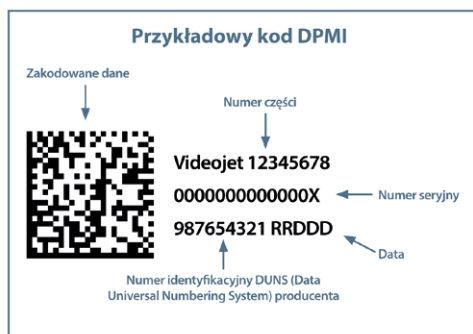 Przykładowy kod DPMI
Zakodowane dane
Numer części
Videojet 12345678
0000000000000X
Numer seryjny
987654321 RRDDD
Data
Numer identyfikacyjny DUNS (Data
Universal Numbering System) producenta